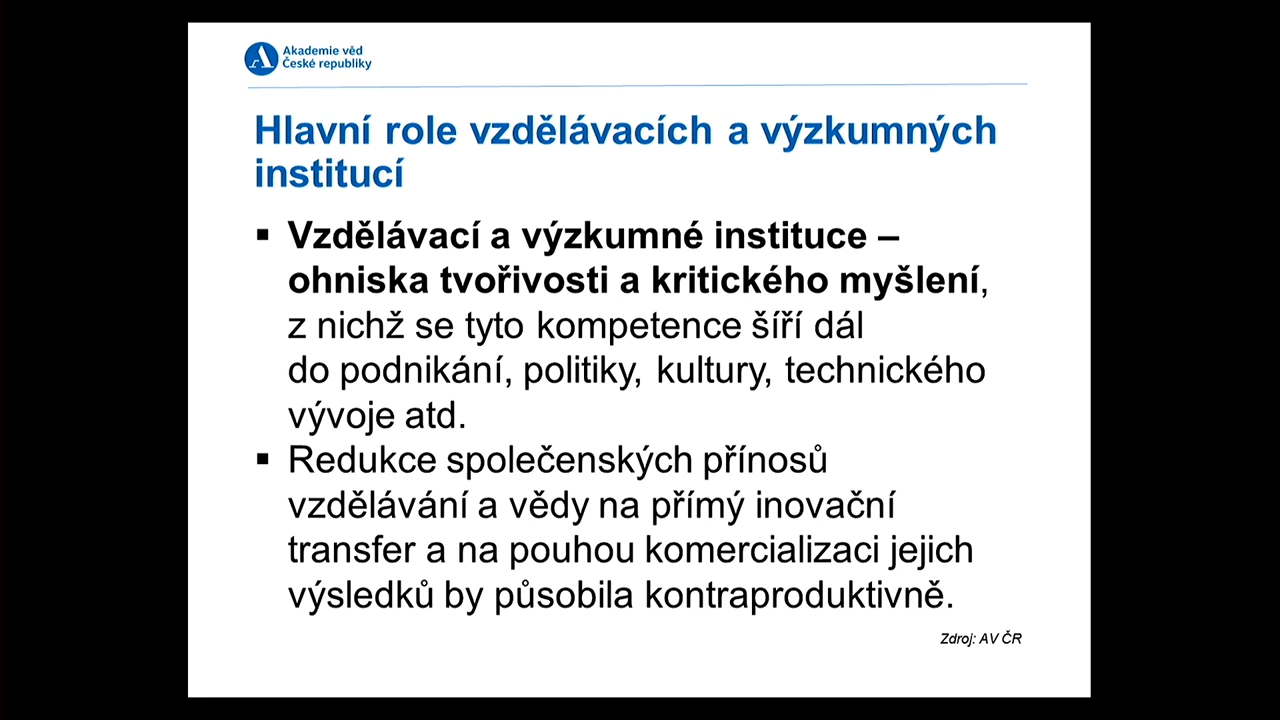 Akademie věd
České republiky
Hlavní role vzdělávacích a výzkumných
institucí
▪ Vzdělávací a výzkumné instituce –
ohniska tvořivosti a kritického myšlení,
z nichž se tyto kompetence šíří dál
do podnikání, politiky, kultury, technického
vývoje atd.
▪ Redukce společenských přínosů
vzdělávání a vědy na přímý inovační
transfer a na pouhou komercializaci jejich
výsledků by působila kontraproduktivně.
Zdroj: AV ČR